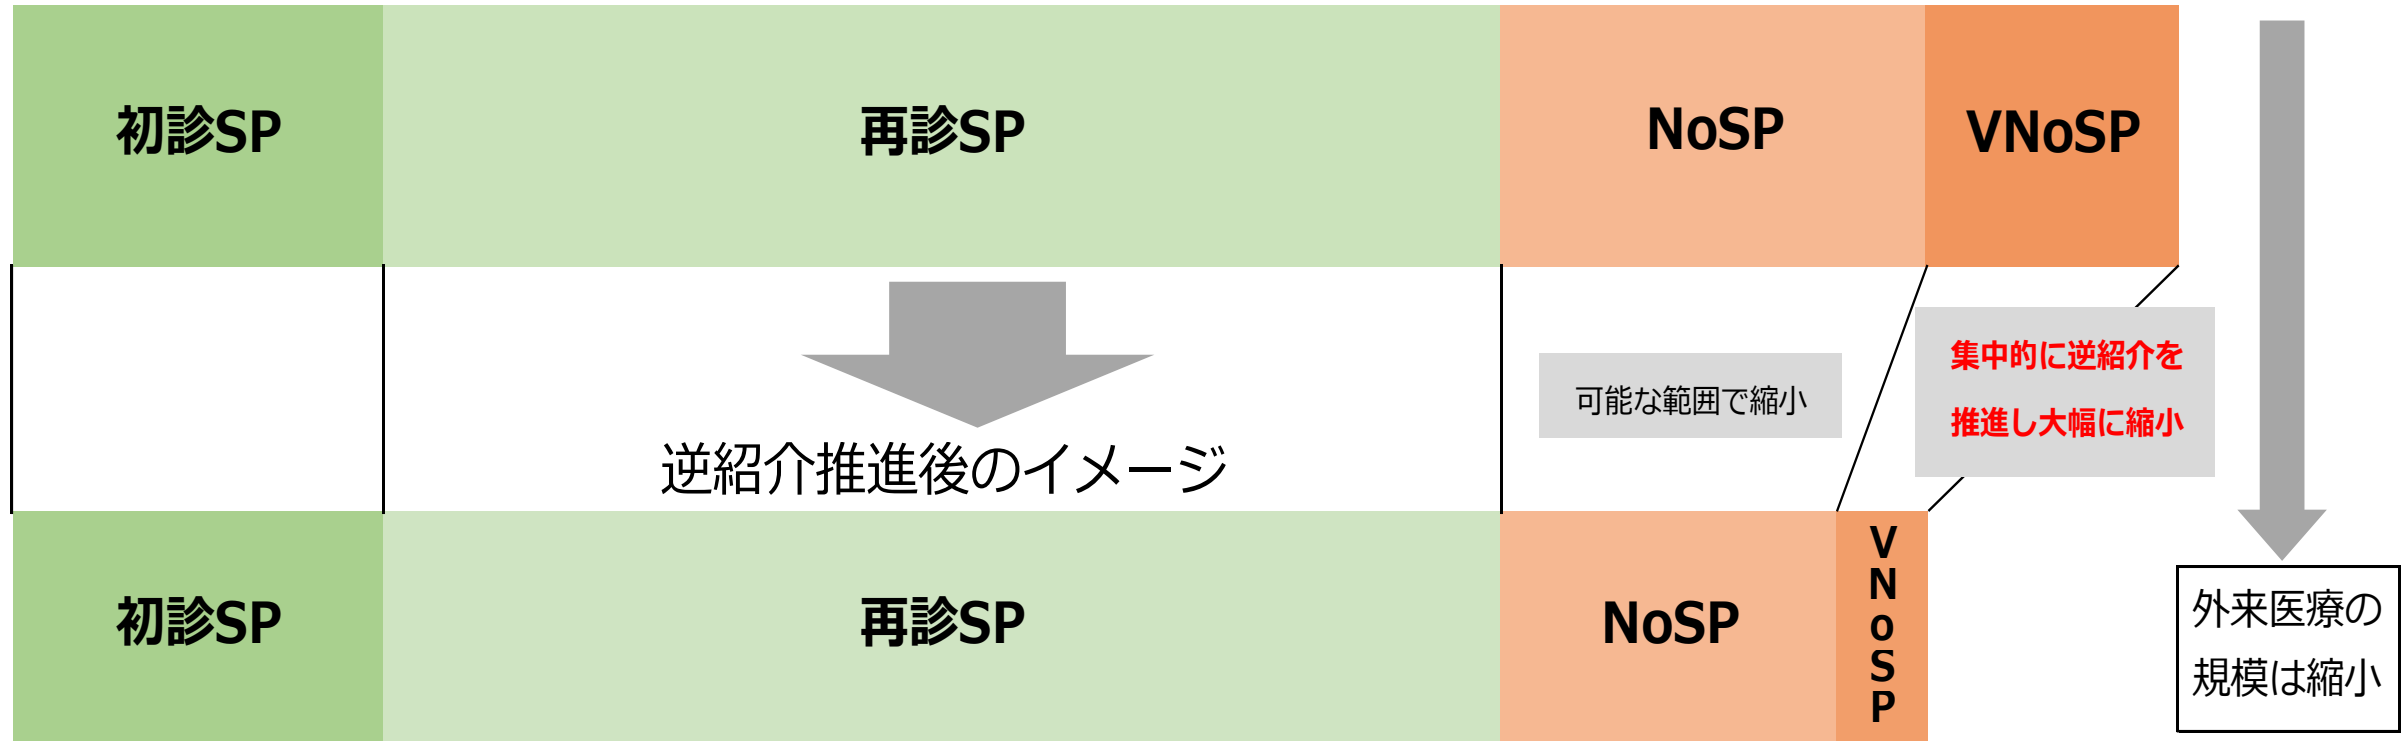 初診SP
再診SP
NoSP
VNoSP
可能な範囲で縮小
集中的に逆紹介を
推進し大幅に縮小
逆紹介推進後のイメージ
初診SP
再診SP
NoSP
VNoSP
外来医療の
規模は縮小